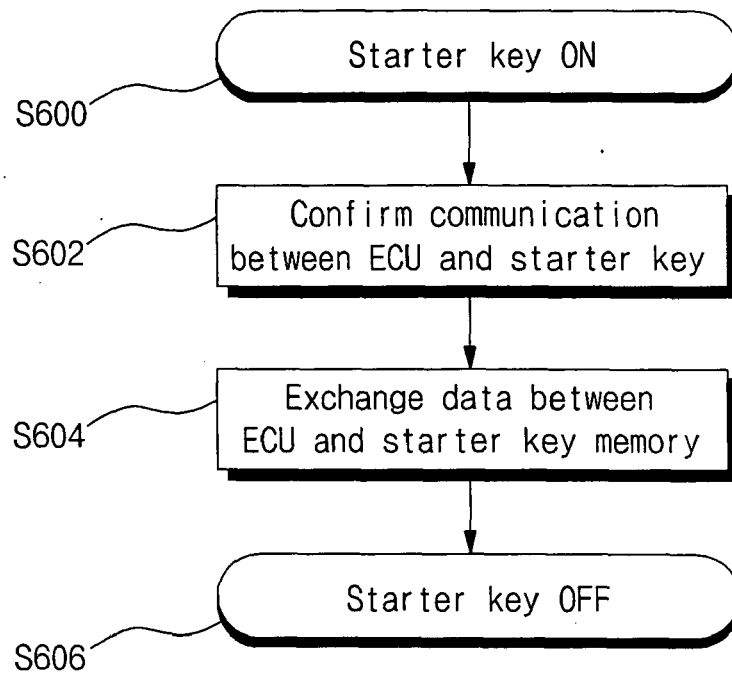 Starter key ON
S600
Confirm communication
between ECU and starter key
S602
Exchange data between
ECU and starter key memory
S604
Starter key OFF
S606